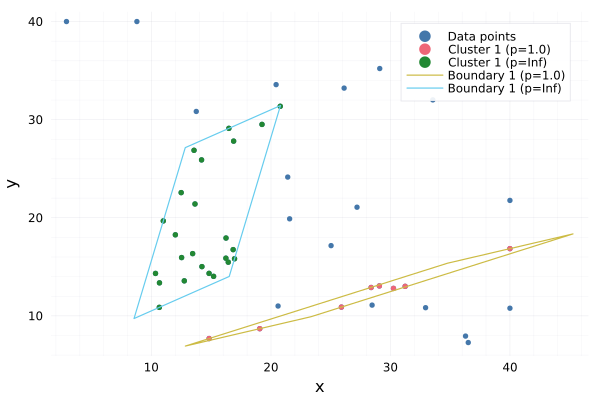 40
30
20
10
y
Data points
Cluster 1 (p=1.0)
Cluster 1 (p=Inf)
Boundary 1 (p=1.0)
Boundary 1 (p=Inf)
10 20 30 40
x